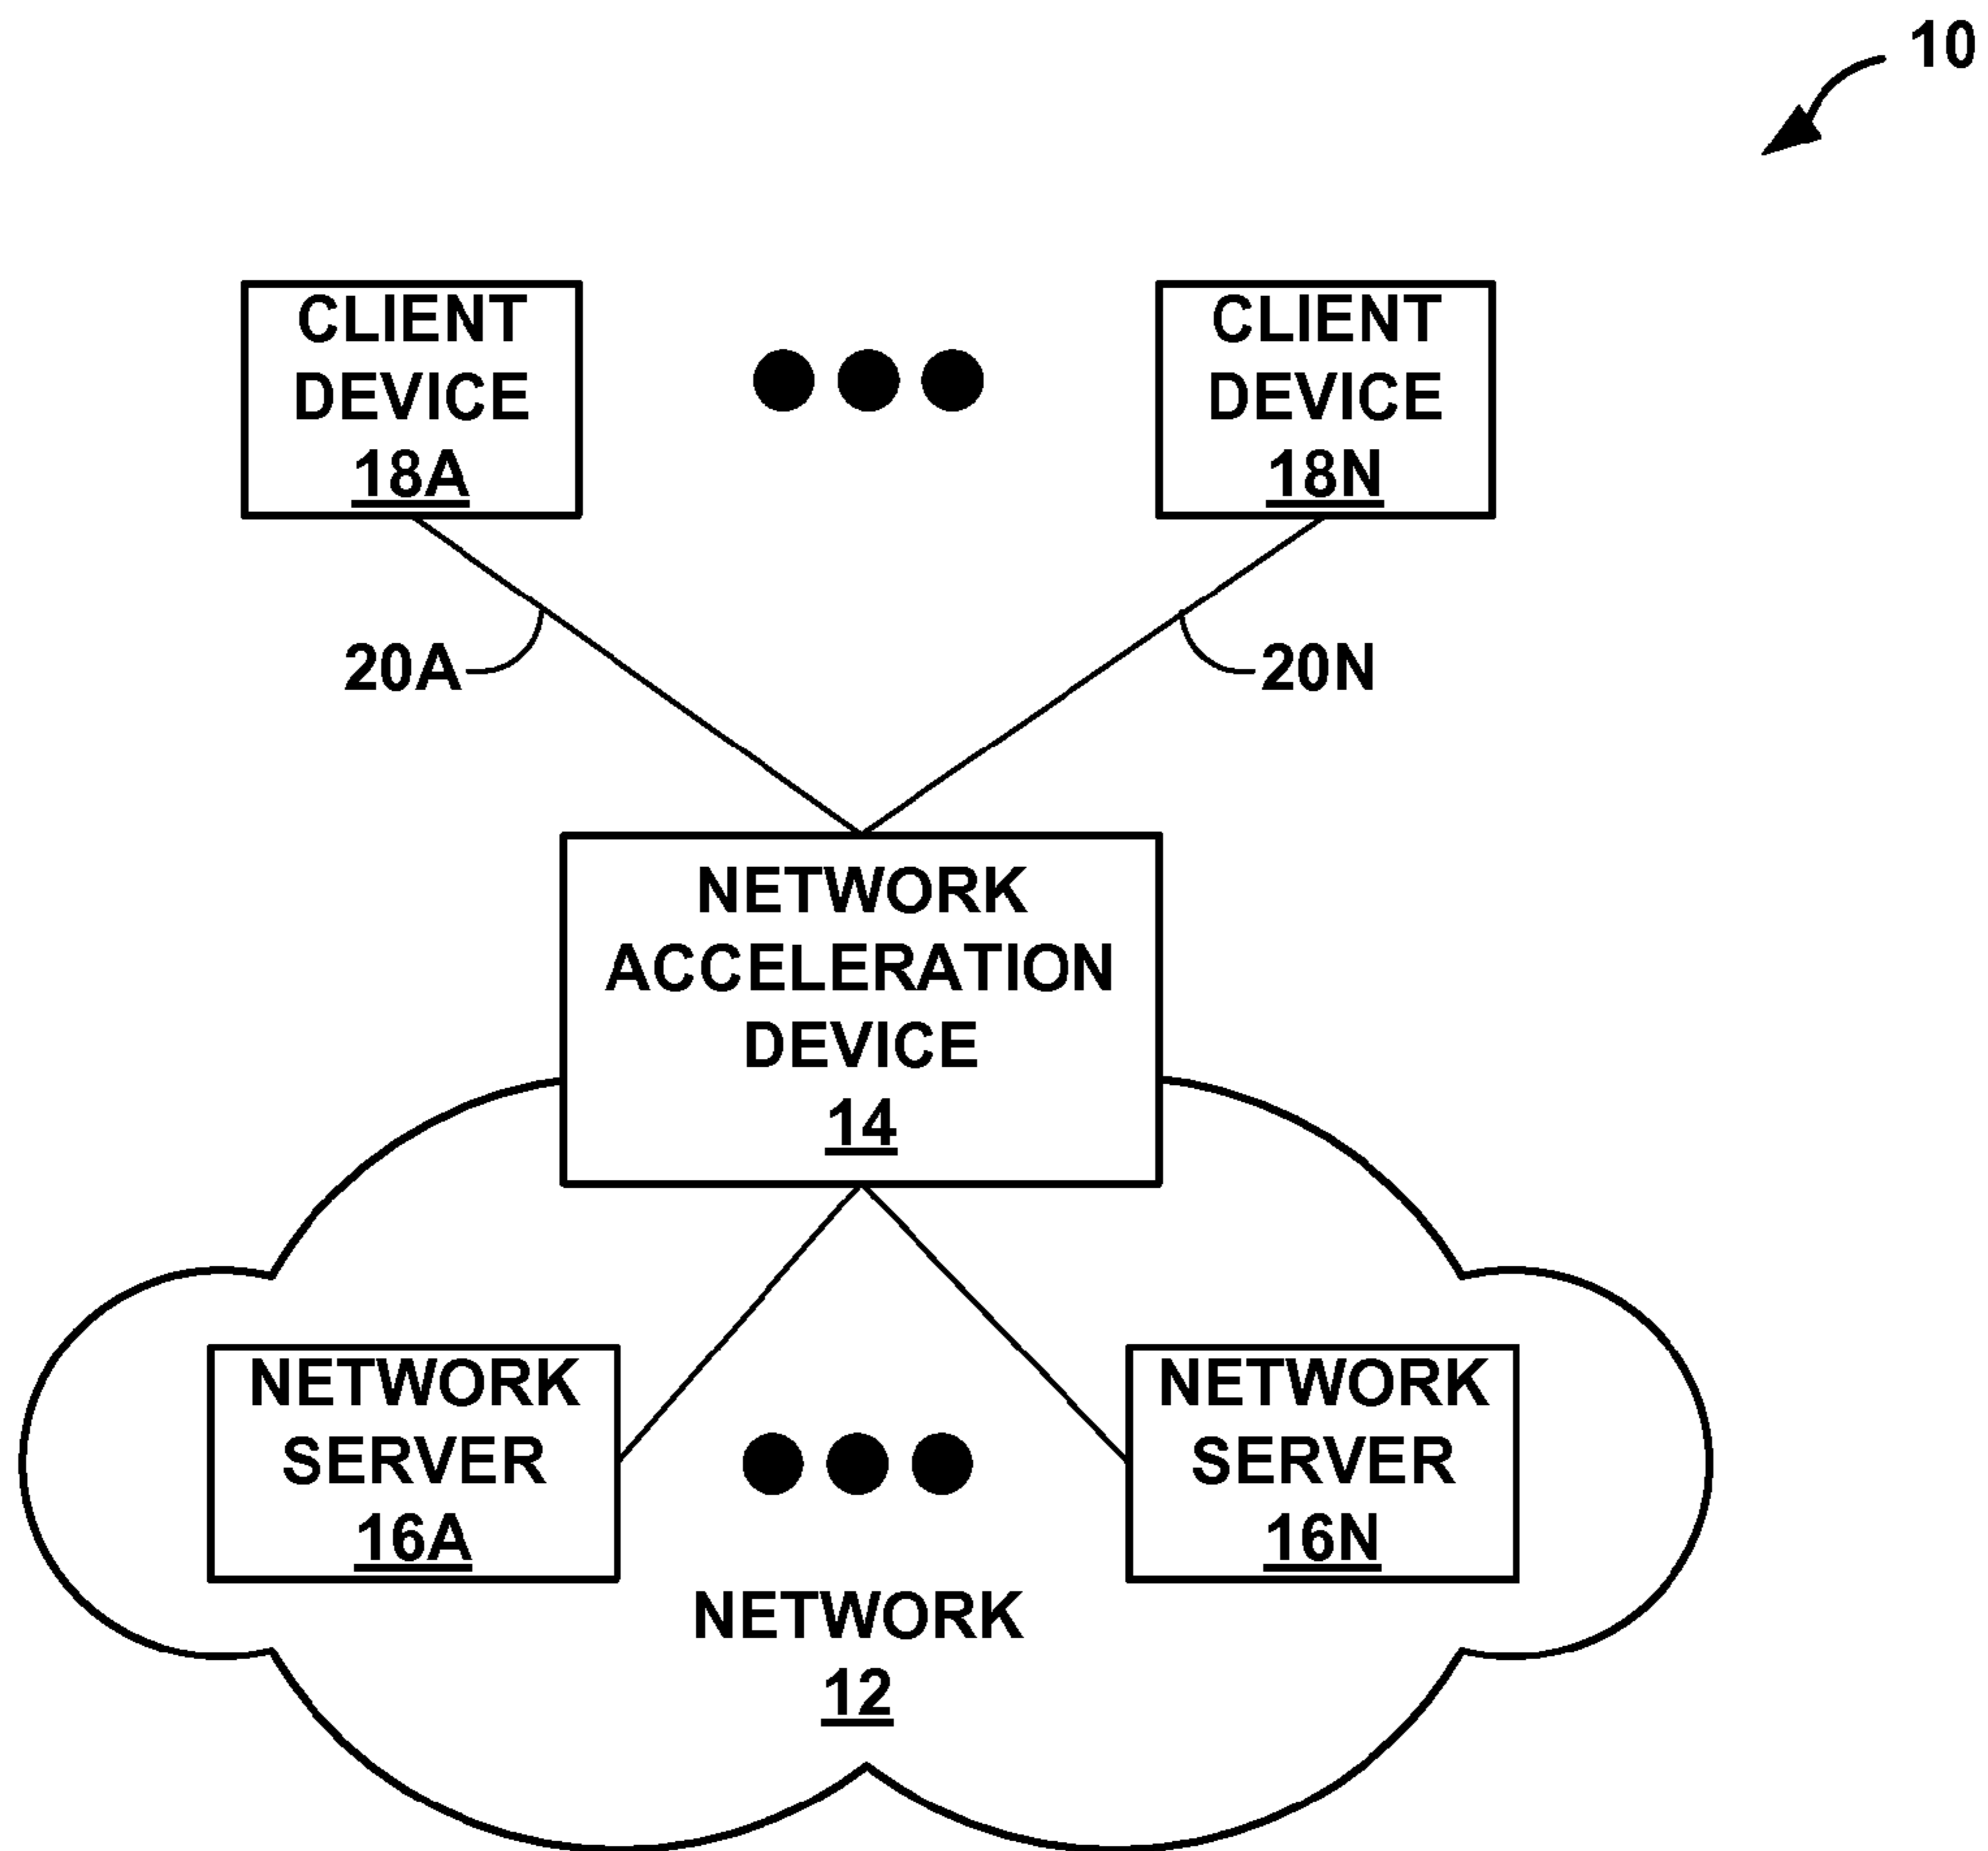 10
CLIENT
DEVICE
18A
CLIENT
DEVICE
18N
20A
20N
NETWORK
ACCELERATION
DEVICE
14
NETWORK
SERVER
16A
NETWORK
SERVER
16N
NETWORK
12